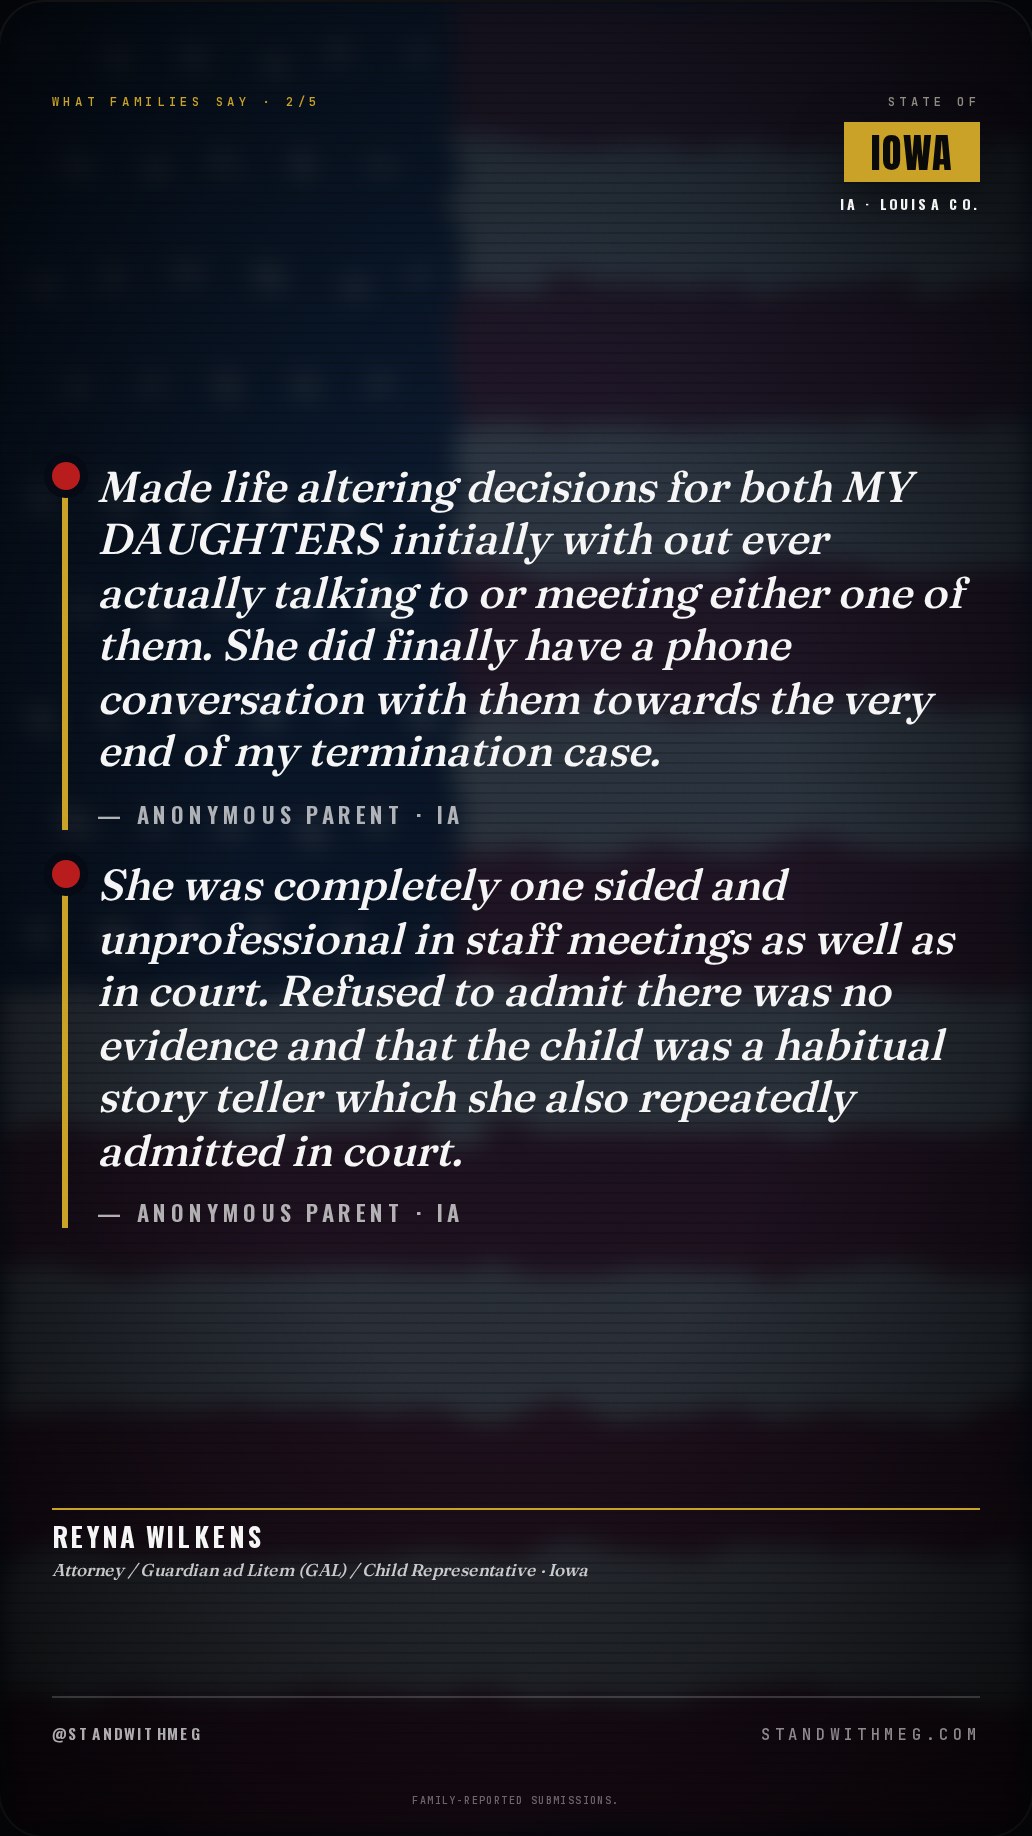 WHAT FAMILIES SAY · 2/5
STATE OF
IOWA
IA · LOUISA CO.
Made life altering decisions for both MY
DAUGHTERS initially with out ever
actually talking to or meeting either one of
them. She did finally have a phone
conversation with them towards the very
end of my termination case.
— ANONYMOUS PARENT · IA
She was completely one sided and
unprofessional in staff meetings as well as
in court. Refused to admit there was no
evidence and that the child was a habitual
story teller which she also repeatedly
admitted in court.
— ANONYMOUS PARENT · IA
REYNA WILKENS
Attorney / Guardian ad Litem (GAL) / Child Representative · Iowa
@STANDWITHMEG
STANDWITHMEG.COM
FAMILY-REPORTED SUBMISSIONS.